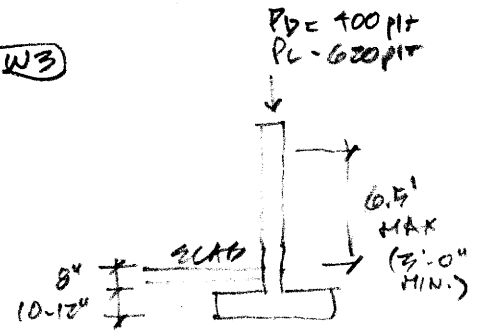 W3
PD = 400 plf
PL - 620 plf
6.5'
MAX
(3'-0"
MIN.)
SLAB
8"
10-12"